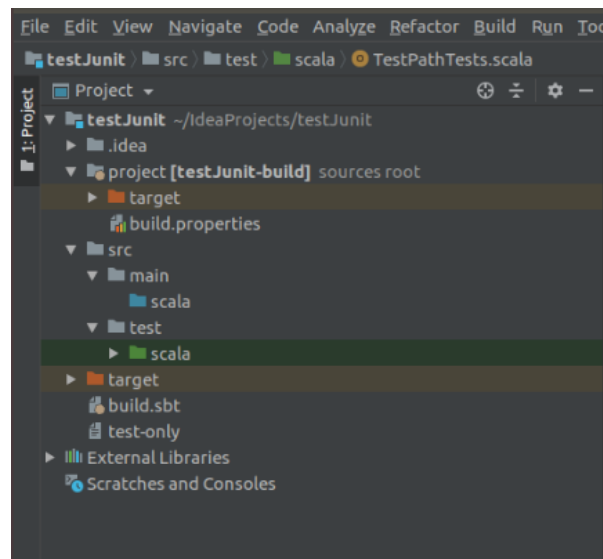 File Edit View Navigate Code Analyze Refactor Build Run Too
testJunit src test scala TestPathTests.scala
1: Project
Project
testJunit ~/IdeaProjects/testJunit
.idea
project [testJunit-build] sources root
target
build.properties
src
main
scala
test
scala
target
build.sbt
test-only
External Libraries
Scratches and Consoles